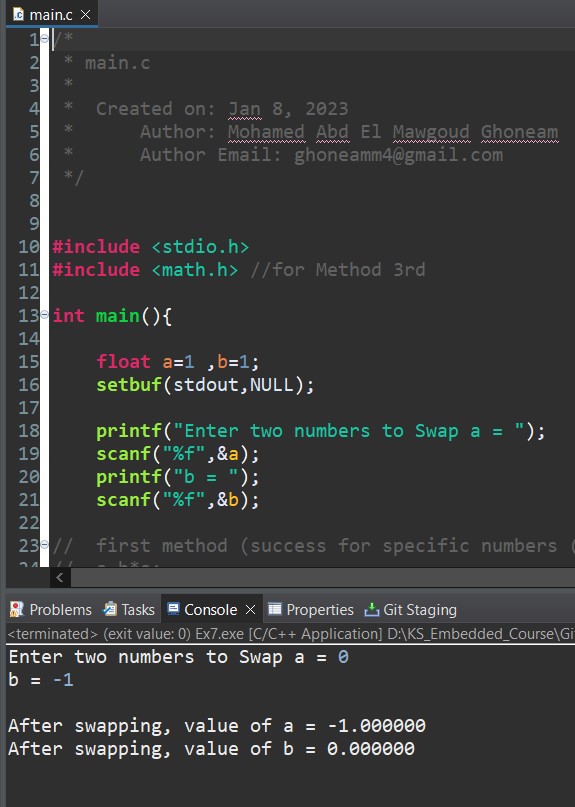 main.c
1 /*
2  * main.c
3  *
4  *  Created on: Jan 8, 2023
5  *      Author: Mohamed Abd El Mawgoud Ghoneam
6  *      Author Email: ghoneamm4@gmail.com
7  */
8
9
10 #include <stdio.h>
11 #include <math.h> //for Method 3rd
12
13 int main(){
14
15     float a=1 ,b=1;
16     setbuf(stdout,NULL);
17
18     printf("Enter two numbers to Swap a = ");
19     scanf("%f",&a);
20     printf("b = ");
21     scanf("%f",&b);
22
23 //  first method (success for specific numbers (
Problems Tasks Console Properties Git Staging
<terminated> (exit value: 0) Ex7.exe [C/C++ Application] D:\KS_Embedded_Course\Gi
Enter two numbers to Swap a = 0
b = -1

After swapping, value of a = -1.000000
After swapping, value of b = 0.000000